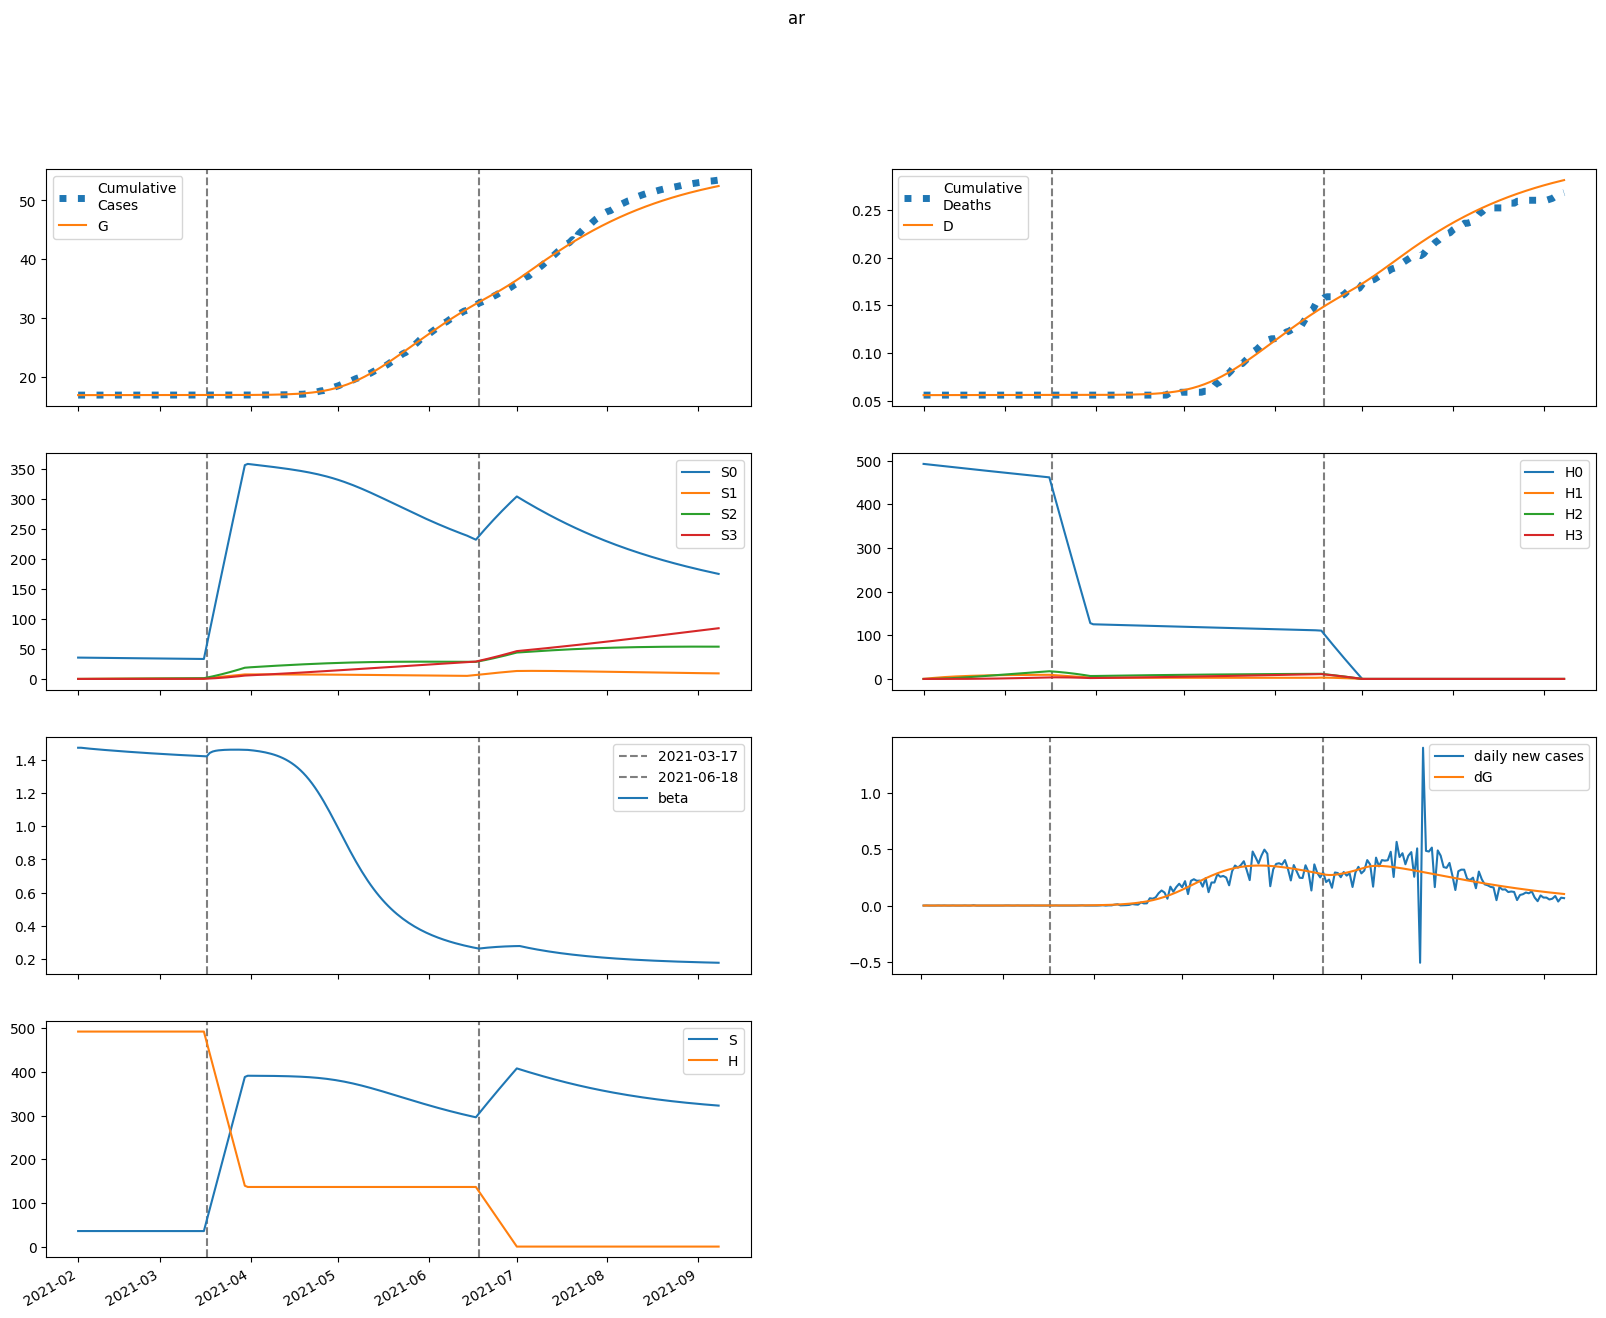 ar
Cumulative
Cases
G
50
40
30
20
Cumulative
Deaths
D
0.25
0.20
0.15
0.10
0.05
S0
S1
S2
S3
350
300
250
200
150
100
50
0
H0
H1
H2
H3
500
400
300
200
100
0
2021-03-17
2021-06-18
beta
1.4
1.2
1.0
0.8
0.6
0.4
0.2
daily new cases
dG
1.0
0.5
0.0
−0.5
S
H
500
400
300
200
100
0
2021-02
2021-03
2021-04
2021-05
2021-06
2021-07
2021-08
2021-09